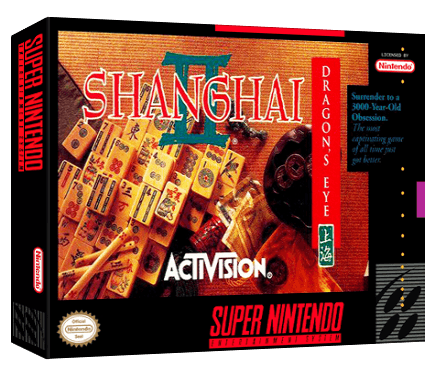 SUPER NINTENDO
ENTERTAINMENT SYSTEM
Nintendo
LICENSED BY
Nintendo
II
SHANGHAI
DRAGON'S EYE
上海
Surrender to a
3000-Year-Old
Obsession.
The most
captivating game
of all time just
got better.
ACTIVISION®
Official
Nintendo
Seal
SUPER NINTENDO
ENTERTAINMENT SYSTEM